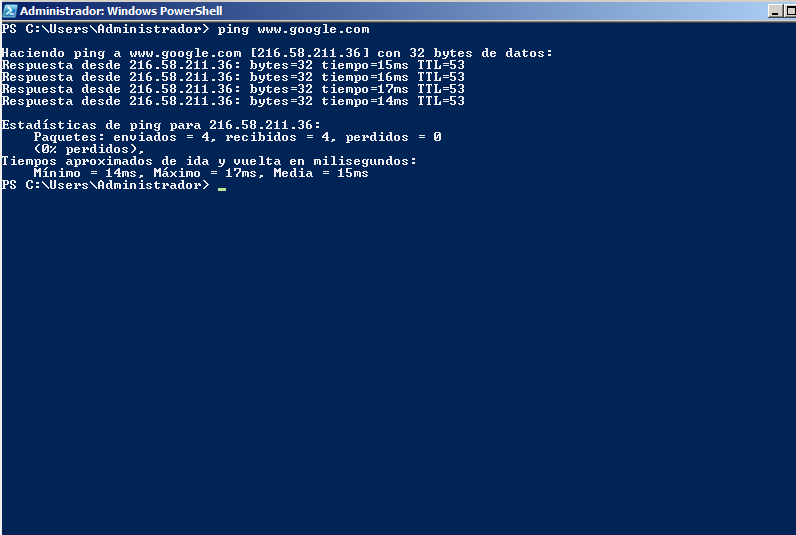 Administrador: Windows PowerShell
PS C:\Users\Administrador> ping www.google.com
Haciendo ping a www.google.com [216.58.211.36] con 32 bytes de datos:
Respuesta desde 216.58.211.36: bytes=32 tiempo=15ms TTL=53
Respuesta desde 216.58.211.36: bytes=32 tiempo=16ms TTL=53
Respuesta desde 216.58.211.36: bytes=32 tiempo=17ms TTL=53
Respuesta desde 216.58.211.36: bytes=32 tiempo=14ms TTL=53
Estadísticas de ping para 216.58.211.36:
Paquetes: enviados = 4, recibidos = 4, perdidos = 0
(0% perdidos),
Tiempos aproximados de ida y vuelta en milisegundos:
Mínimo = 14ms, Máximo = 17ms, Media = 15ms
PS C:\Users\Administrador> _